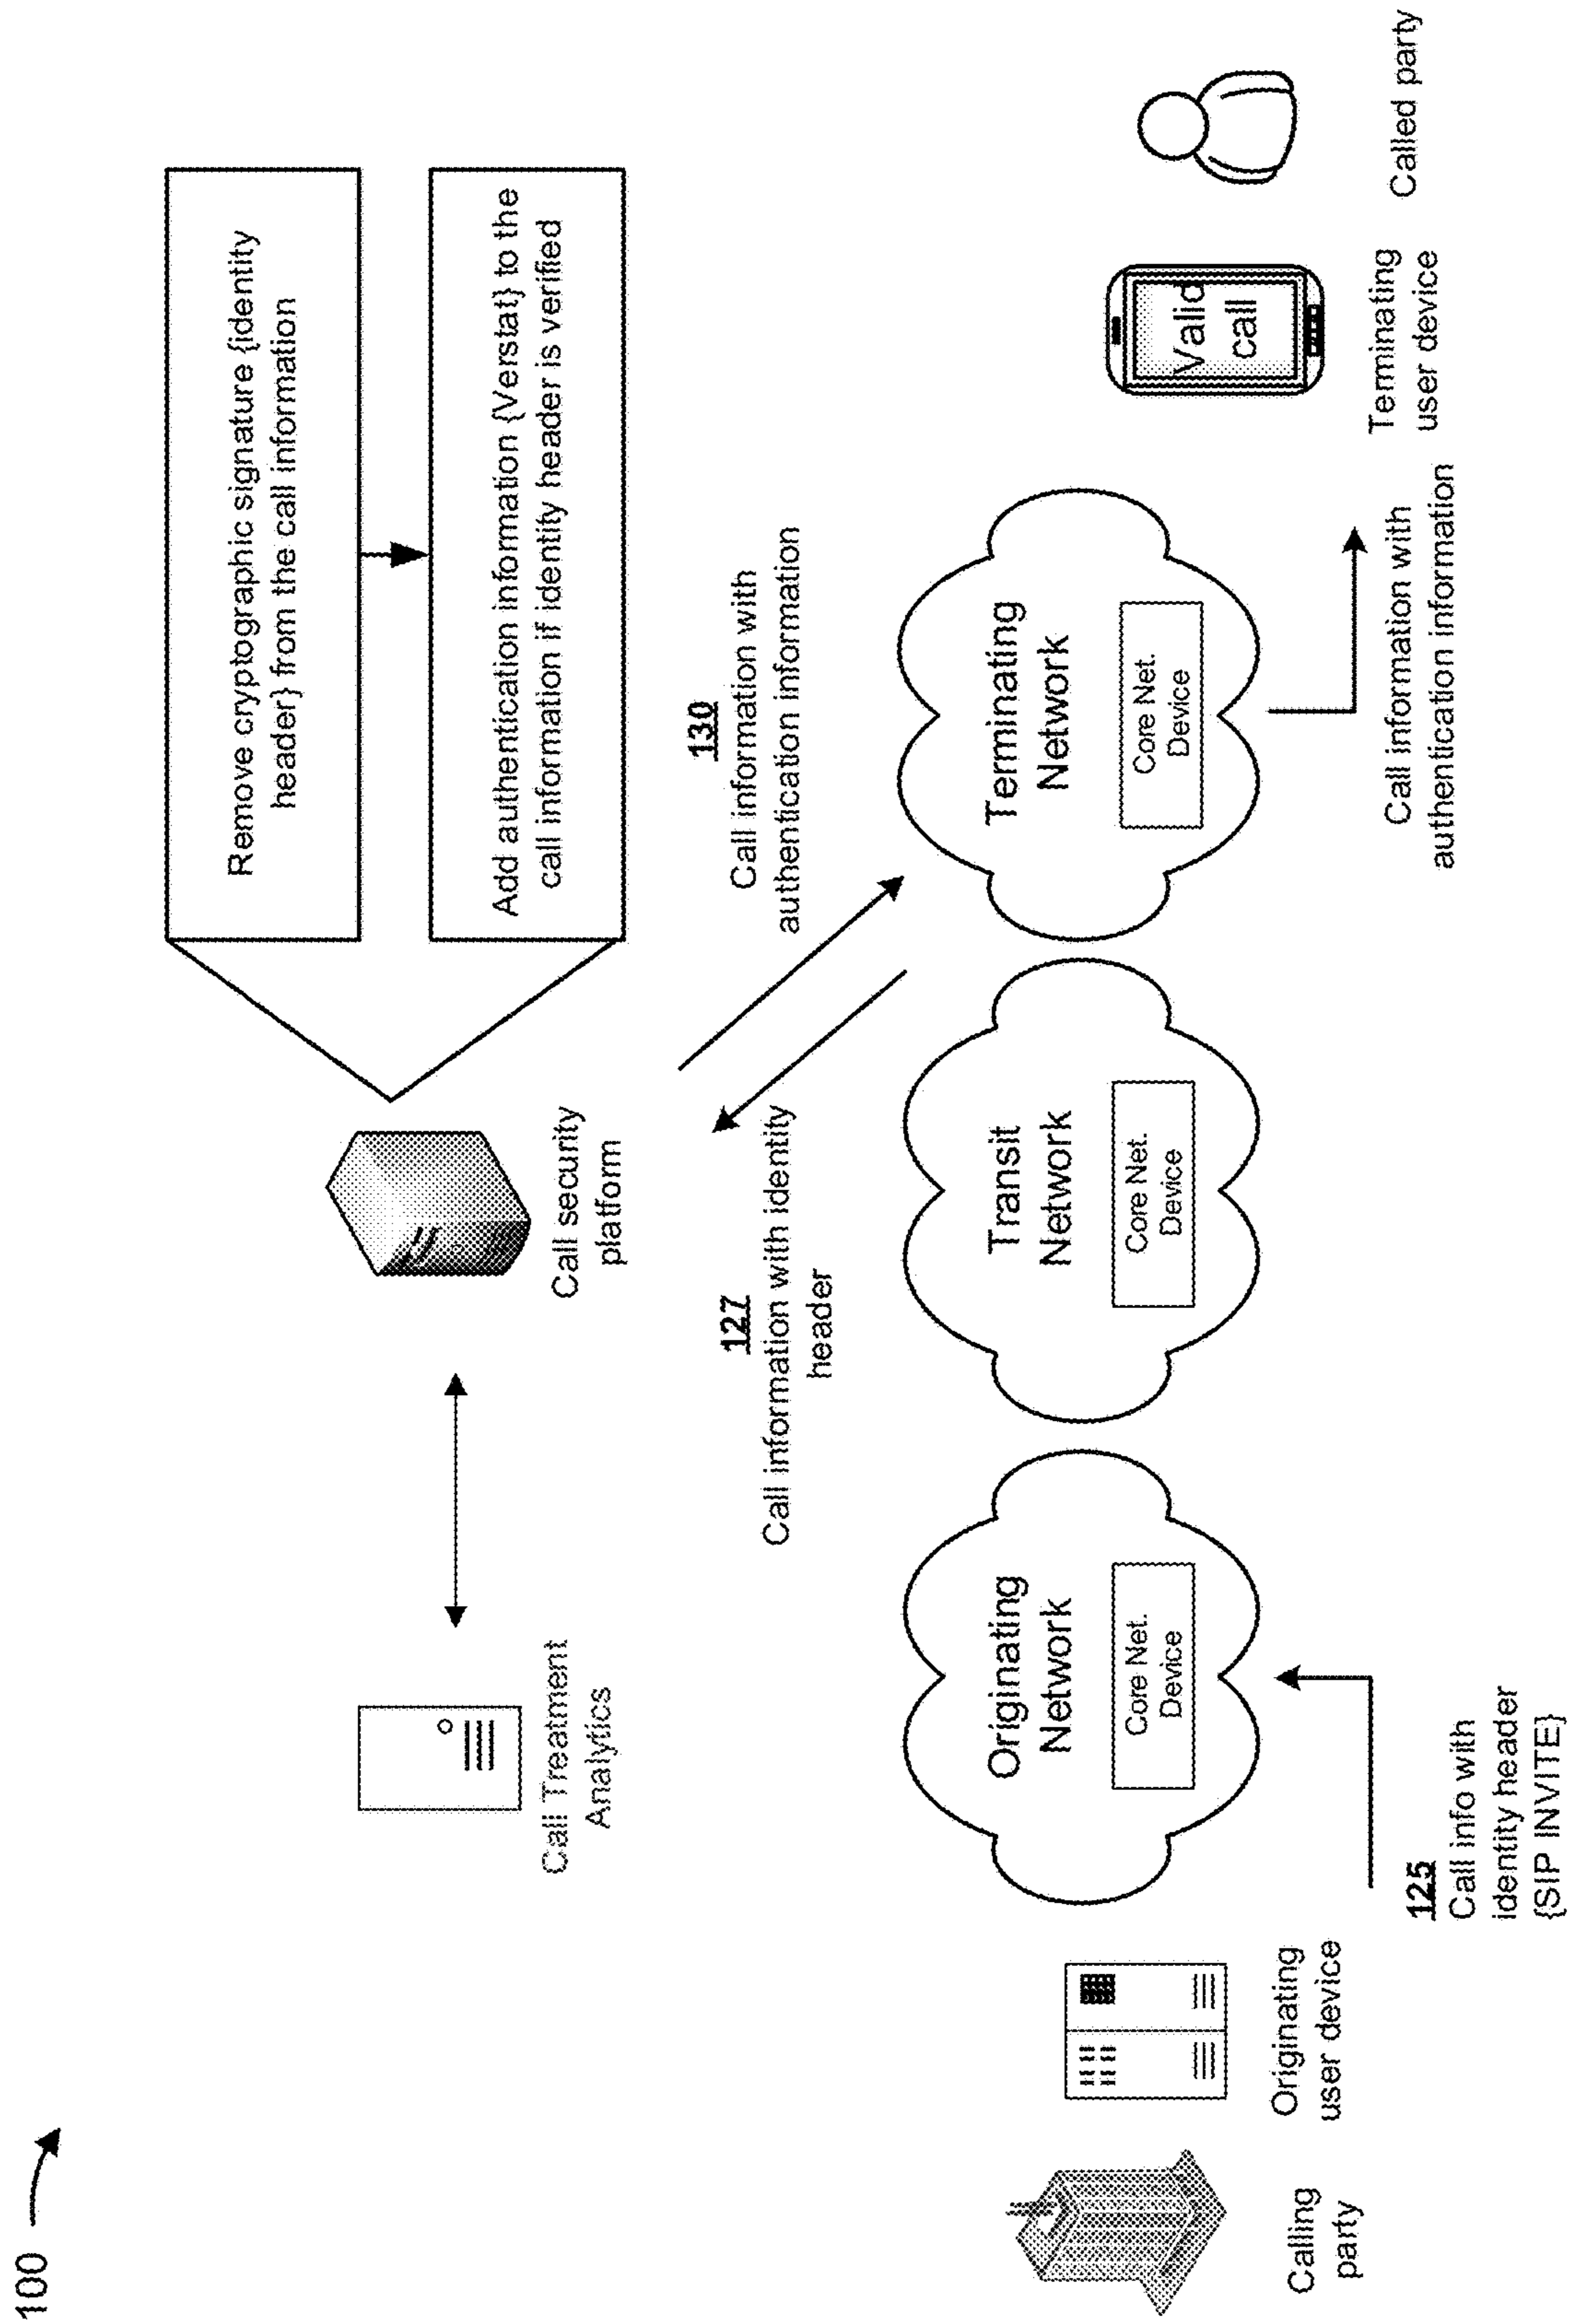 100
Remove cryptographic signature {identity
header} from the call information
Add authentication information {Verstat} to the
call information if identity header is verified
Call Treatment
Analytics
Call security
platform
127
Call information with identity
header
130
Call information with
authentication information
Originating
Network
Core Net.
Device
Transit
Network
Core Net.
Device
Terminating
Network
Core Net.
Device
Valid
call
Calling
party
Originating
user device
125
Call info with
identity header
{SIP INVITE}
Call information with
authentication information
Terminating
user device
Called party